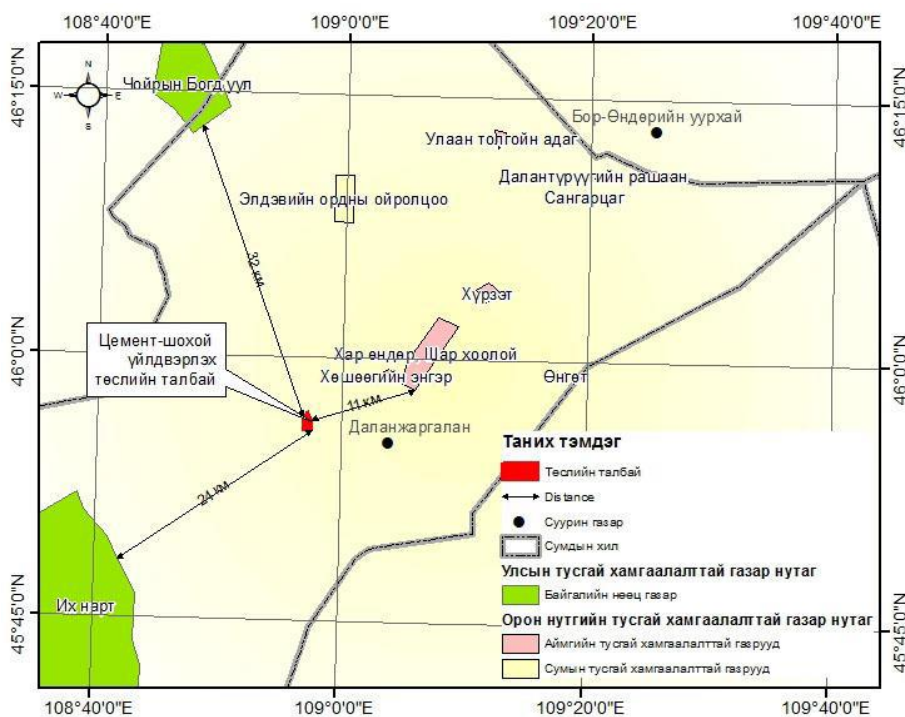 108°40'0"E
109°0'0"E
109°20'0"E
109°40'0"E
46°15'0"N
46°15'0"N
N
W
E
S
Чойрын Богд уул
Бор-Өндөрийн уурхай
Улаан толгойн адаг
Далантүрүүгийн рашаан
Сангарцаг
Элдэвийн ордны ойролцоо
32 км
Хүрзэт
Цемент-шохой
үйлдвэрлэх
төслийн талбай
46°0'0"N
46°0'0"N
Хар өндөр, Шар хоолой
Хөшөөгийн энгэр
Өнгөт
11 км
Даланжаргалан
24 км
Их нарт
45°45'0"N
45°45'0"N
Таних тэмдэг
Төслийн талбай
Distance
Суурин газар
Сумдын хил
Улсын тусгай хамгаалалттай газар нутаг
Байгалийн нөөц газар
Орон нутгийн тусгай хамгаалалттай газар нутаг
Аймгийн тусгай хамгаалалттай газрууд
Сумын тусгай хамгаалалттай газрууд
108°40'0"E
109°0'0"E
109°20'0"E
109°40'0"E